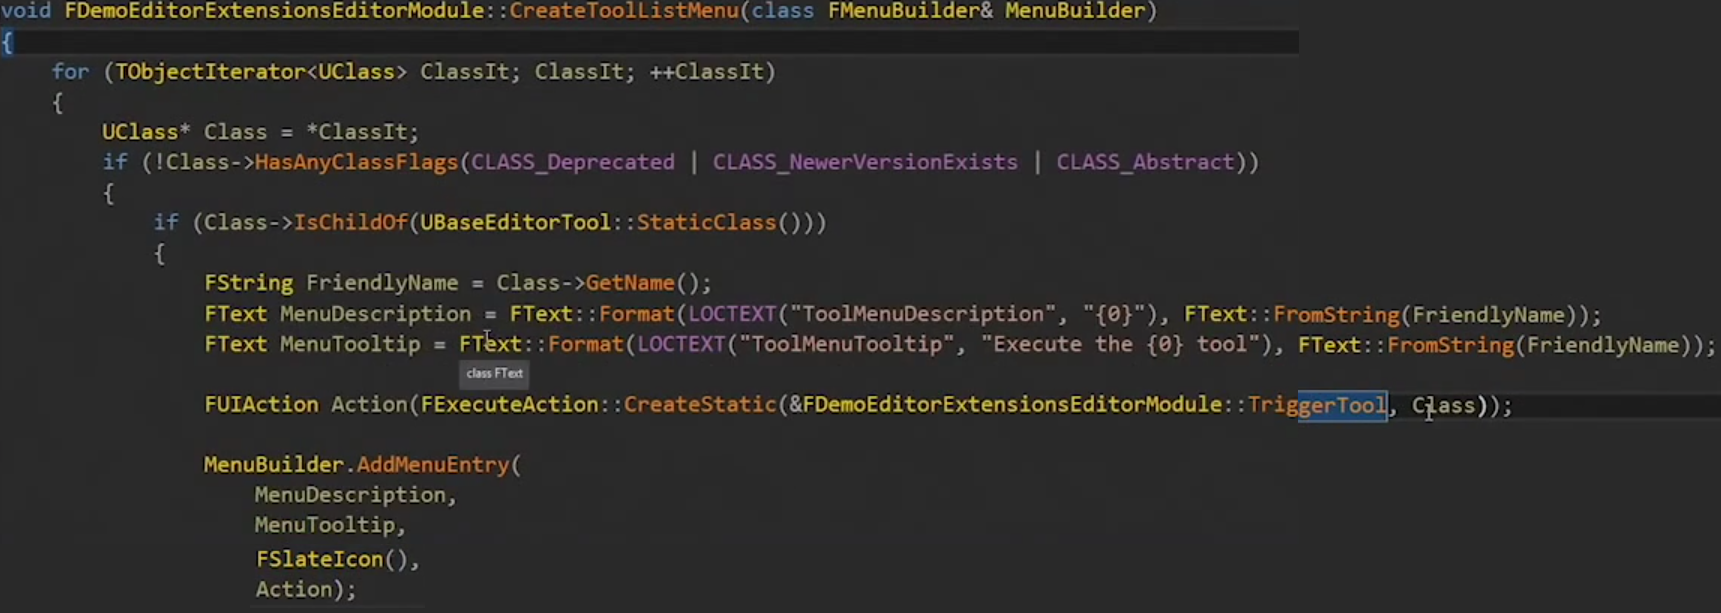 void FDemoEditorExtensionsEditorModule::CreateToolListMenu(class FMenuBuilder& MenuBuilder)
{
for (TObjectIterator<UClass> ClassIt; ClassIt; ++ClassIt)
{
UClass* Class = *ClassIt;
if (!Class->HasAnyClassFlags(CLASS_Deprecated | CLASS_NewerVersionExists | CLASS_Abstract))
{
if (Class->IsChildOf(UBaseEditorTool::StaticClass()))
{
FString FriendlyName = Class->GetName();
FText MenuDescription = FText::Format(LOCTEXT("ToolMenuDescription", "{0}"), FText::FromString(FriendlyName));
FText MenuTooltip = FText::Format(LOCTEXT("ToolMenuTooltip", "Execute the {0} tool"), FText::FromString(FriendlyName));
class FText
FUIAction Action(FExecuteAction::CreateStatic(&FDemoEditorExtensionsEditorModule::TriggerTool, Class));
MenuBuilder.AddMenuEntry(
MenuDescription,
MenuTooltip,
FSlateIcon(),
Action);